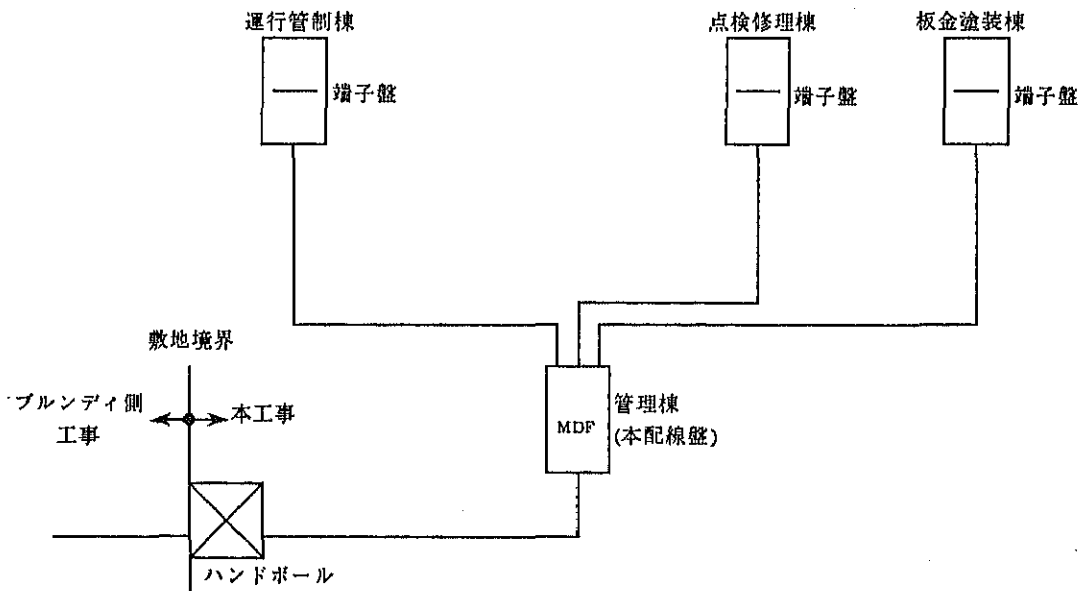 運行管制棟
点検修理棟
板金塗装棟
端子盤
端子盤
端子盤
敷地境界
ブルンディ側
工事
本工事
MDF
管理棟
(本配線盤)
ハンドボール